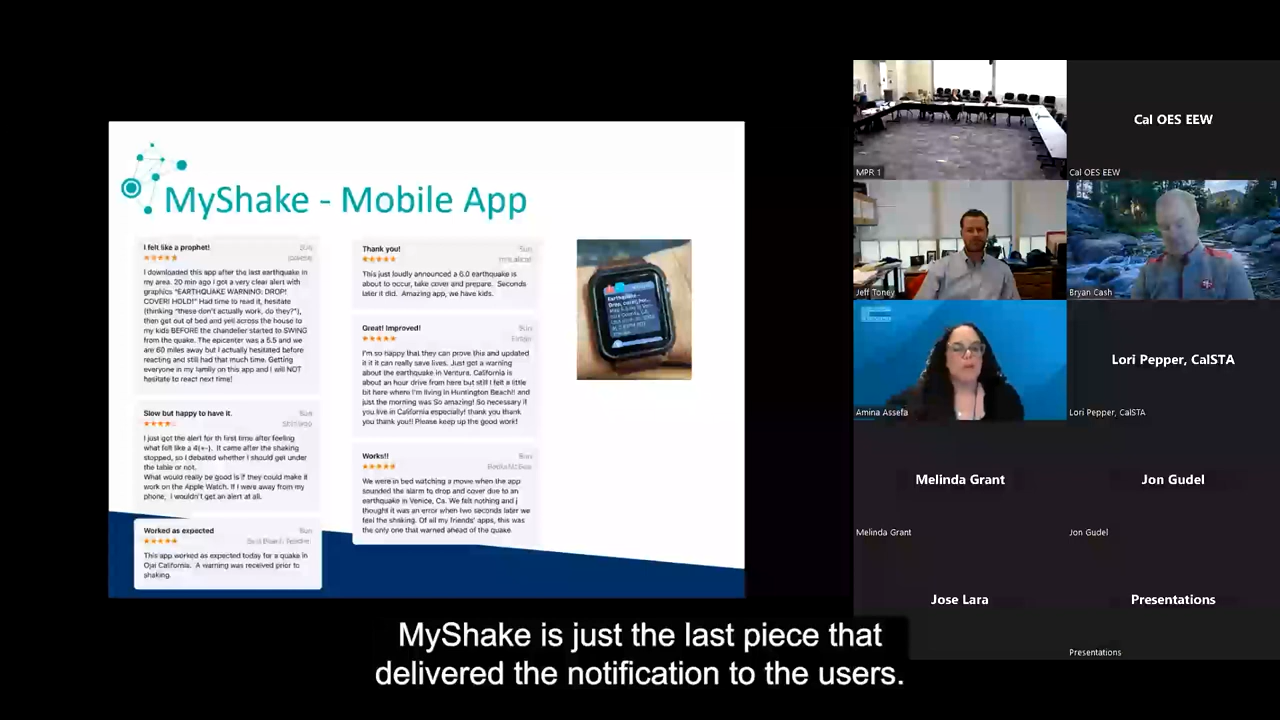 MyShake - Mobile App
I felt like a prophet!
I downloaded this app after the last earthquake in
my area. 20 min ago I got a very clear alert with
graphics "EARTHQUAKE WARNING: DROP!
COVER! HOLD!" Had time to read it, hesitate
(thinking "these don't actually work, do they?"),
then get out of bed and yell across the house to
my kids BEFORE the chandelier started to SWING
from the quake. The epicenter was a 5.5 and we
are 60 miles away but I actually hesitated before
reacting and still had that much time. Getting
everyone in my family on this app and I will NOT
hesitate to react next time!
Slow but happy to have it.
Sun
I just got the alert for th first time after feeling
what felt like a 4(+-). It came after the shaking
stopped, so I debated whether I should get under
the table or not.
What would really be good is if they could make it
work on the Apple Watch. If I were away from my
phone, I wouldn't get an alert at all.
Worked as expected
Sun
This app worked as expected today for a quake in
Ojai California. A warning was received prior to
shaking.
Thank you!
Sun
This just loudly announced a 6.0 earthquake is
about to occur, take cover and prepare. Seconds
later it did. Amazing app, we have kids.
Great! Improved!
Sun
I'm so happy that they can prove this and updated
it it it can really save lives. Just got a warning
about the earthquake in Ventura. California is
about an hour drive from here but still I felt a little
bit here where I'm living in Huntington Beach!! and
just the morning was So amazing! So necessary if
you live in California especially! thank you thank
you thank you!! Please keep up the good work!
Works!!
Sun
We were in bed watching a move when the app
sounded the alarm to drop and cover due to an
earthquake in Venice, Ca. We felt nothing and j
thought it was an error when two seconds later we
feel the shaking. Of all my friends' apps, this was
the only one that warned ahead of the quake.
MPR 1
Cal OES EEW
Cal OES EEW
Jeff Toney
Bryan Cash
Amina Assefa
Lori Pepper, CalSTA
Lori Pepper, CalSTA
Melinda Grant
Melinda Grant
Jon Gudel
Jon Gudel
Jose Lara
Presentations
Presentations
MyShake is just the last piece that
delivered the notification to the users.